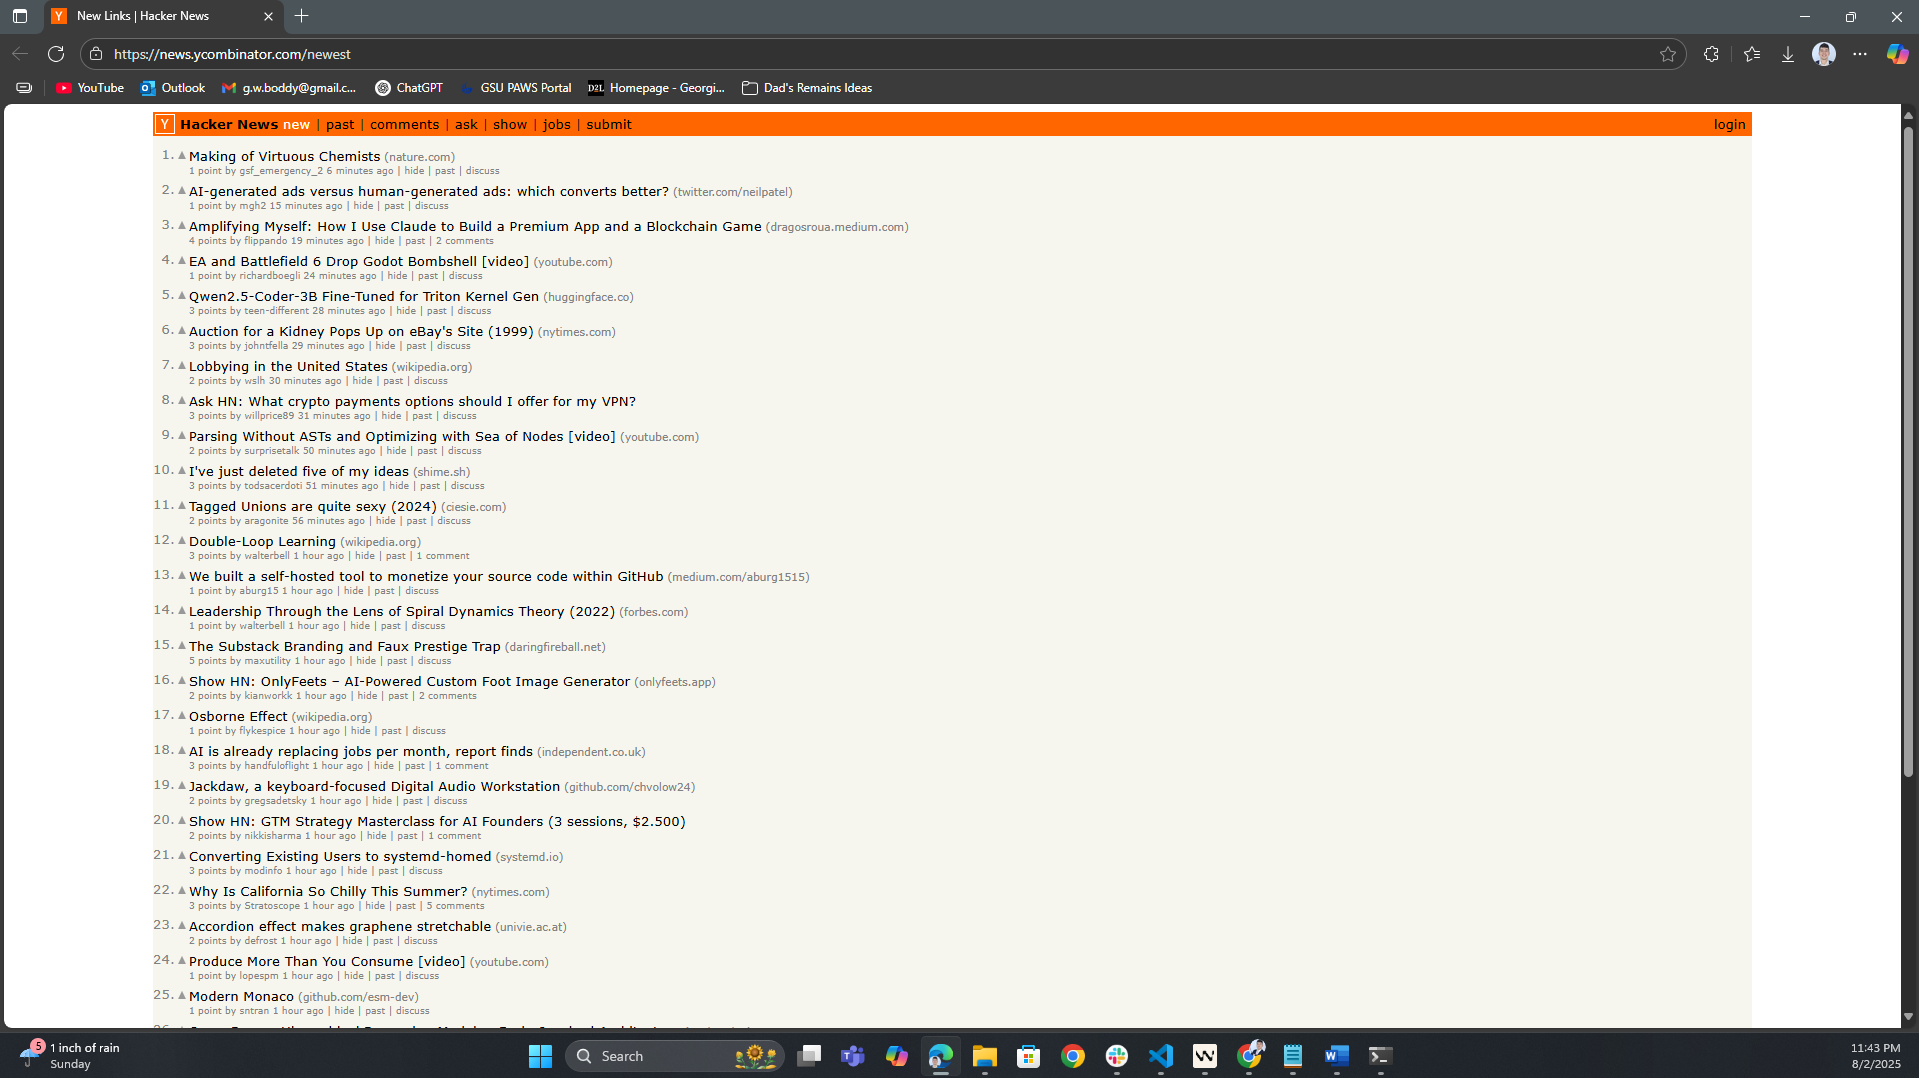 New Links | Hacker News
https://news.ycombinator.com/newest
YouTube Outlook g.w.boddy@gmail.c... ChatGPT GSU PAWS Portal D2L Homepage - Georgi... Dad's Remains Ideas
Y Hacker News new | past | comments | ask | show | jobs | submit login
1. Making of Virtuous Chemists (nature.com)
1 point by gsf_emergency_2 6 minutes ago | hide | past | discuss
2. AI-generated ads versus human-generated ads: which converts better? (twitter.com/neilpatel)
1 point by mgh2 15 minutes ago | hide | past | discuss
3. Amplifying Myself: How I Use Claude to Build a Premium App and a Blockchain Game (dragosroua.medium.com)
4 points by flippando 19 minutes ago | hide | past | 2 comments
4. EA and Battlefield 6 Drop Godot Bombshell [video] (youtube.com)
1 point by richardboegli 24 minutes ago | hide | past | discuss
5. Qwen2.5-Coder-3B Fine-Tuned for Triton Kernel Gen (huggingface.co)
3 points by teen-different 28 minutes ago | hide | past | discuss
6. Auction for a Kidney Pops Up on eBay's Site (1999) (nytimes.com)
3 points by johntfella 29 minutes ago | hide | past | discuss
7. Lobbying in the United States (wikipedia.org)
2 points by wslh 30 minutes ago | hide | past | discuss
8. Ask HN: What crypto payments options should I offer for my VPN?
3 points by willprice89 31 minutes ago | hide | past | discuss
9. Parsing Without ASTs and Optimizing with Sea of Nodes [video] (youtube.com)
2 points by surprisetalk 50 minutes ago | hide | past | discuss
10. I've just deleted five of my ideas (shime.sh)
3 points by todsacerdoti 51 minutes ago | hide | past | discuss
11. Tagged Unions are quite sexy (2024) (ciesie.com)
2 points by aragonite 56 minutes ago | hide | past | discuss
12. Double-Loop Learning (wikipedia.org)
3 points by walterbell 1 hour ago | hide | past | 1 comment
13. We built a self-hosted tool to monetize your source code within GitHub (medium.com/aburg1515)
1 point by aburg15 1 hour ago | hide | past | discuss
14. Leadership Through the Lens of Spiral Dynamics Theory (2022) (forbes.com)
1 point by walterbell 1 hour ago | hide | past | discuss
15. The Substack Branding and Faux Prestige Trap (daringfireball.net)
5 points by maxutility 1 hour ago | hide | past | discuss
16. Show HN: OnlyFeets – AI-Powered Custom Foot Image Generator (onlyfeets.app)
2 points by kianworkk 1 hour ago | hide | past | 2 comments
17. Osborne Effect (wikipedia.org)
1 point by flykespice 1 hour ago | hide | past | discuss
18. AI is already replacing jobs per month, report finds (independent.co.uk)
3 points by handfuloflight 1 hour ago | hide | past | 1 comment
19. Jackdaw, a keyboard-focused Digital Audio Workstation (github.com/chvolow24)
2 points by gregsadetsky 1 hour ago | hide | past | discuss
20. Show HN: GTM Strategy Masterclass for AI Founders (3 sessions, $2.500)
2 points by nikkisharma 1 hour ago | hide | past | 1 comment
21. Converting Existing Users to systemd-homed (systemd.io)
3 points by modinfo 1 hour ago | hide | past | discuss
22. Why Is California So Chilly This Summer? (nytimes.com)
3 points by Stratoscope 1 hour ago | hide | past | 5 comments
23. Accordion effect makes graphene stretchable (univie.ac.at)
2 points by defrost 1 hour ago | hide | past | discuss
24. Produce More Than You Consume [video] (youtube.com)
1 point by lopespm 1 hour ago | hide | past | discuss
25. Modern Monaco (github.com/esm-dev)
1 point by sntran 1 hour ago | hide | past | discuss
5 1 inch of rain Search 11:43 PM
Sunday 8/2/2025